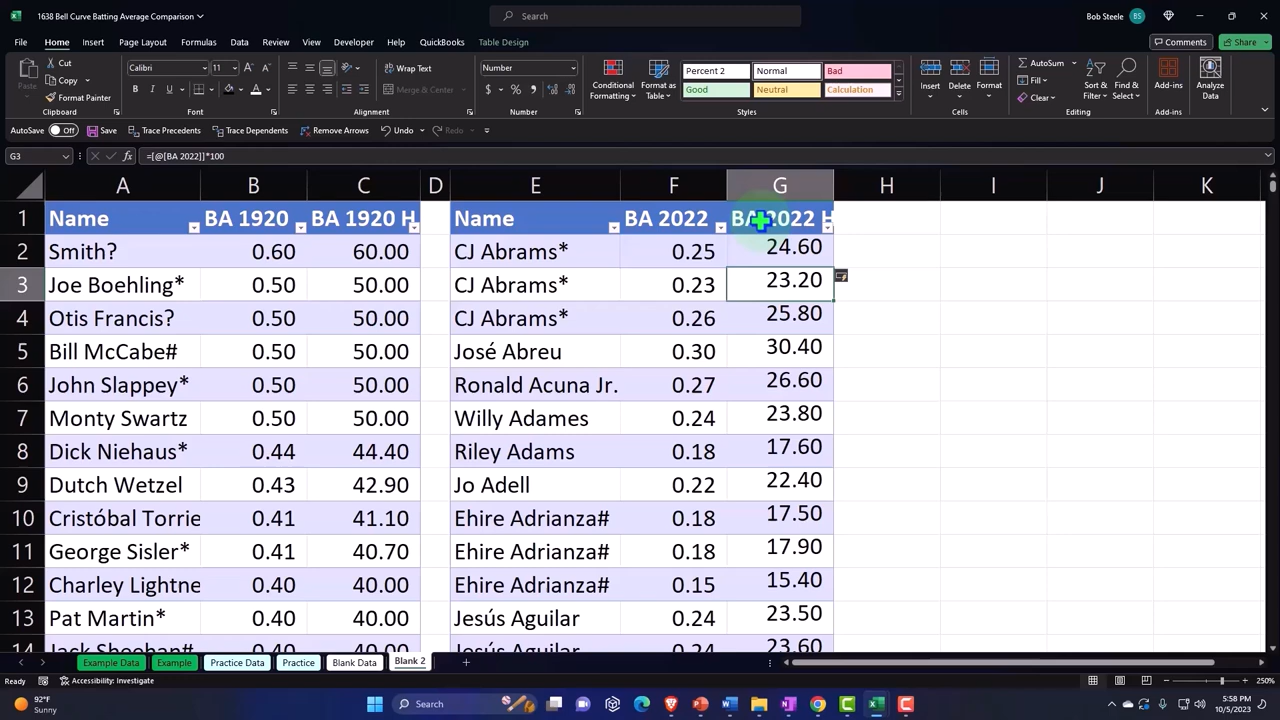 1638 Bell Curve Batting Average Comparison
Search
Bob Steele BS
File Home Insert Page Layout Formulas Data Review View Developer Help QuickBooks Table Design
Comments Share
Cut
Copy
Format Painter
Paste
Clipboard
Calibri 11
Font
Wrap Text
Merge & Center
Alignment
Number
Number
Conditional Formatting
Format as Table
Percent 2 Normal Bad
Good Neutral Calculation
Styles
Insert Delete Format
Cells
AutoSum
Fill
Clear
Sort & Filter
Find & Select
Editing
Add-ins
Add-ins
Analyze Data
AutoSave Off Save Trace Precedents Trace Dependents Remove Arrows Undo Redo
G3 =[@[BA 2022]]*100
A B C D E F G H I J K
1 Name BA 1920 BA 1920 H Name BA 2022 BA 2022 H
2 Smith? 0.60 60.00 CJ Abrams* 0.25 24.60
3 Joe Boehling* 0.50 50.00 CJ Abrams* 0.23 23.20
4 Otis Francis? 0.50 50.00 CJ Abrams* 0.26 25.80
5 Bill McCabe# 0.50 50.00 José Abreu 0.30 30.40
6 John Slappey* 0.50 50.00 Ronald Acuna Jr. 0.27 26.60
7 Monty Swartz 0.50 50.00 Willy Adames 0.24 23.80
8 Dick Niehaus* 0.44 44.40 Riley Adams 0.18 17.60
9 Dutch Wetzel 0.43 42.90 Jo Adell 0.22 22.40
10 Cristóbal Torrie 0.41 41.10 Ehire Adrianza# 0.18 17.50
11 George Sisler* 0.41 40.70 Ehire Adrianza# 0.18 17.90
12 Charley Lightne 0.40 40.00 Ehire Adrianza# 0.15 15.40
13 Pat Martin* 0.40 40.00 Jesús Aguilar 0.24 23.50
14 Jack Sheehan# 0.40 40.00 Jesús Aguilar 0.24 23.60
Example Data Example Practice Data Practice Blank Data Blank 2
Ready Accessibility: Investigate 250%
92°F
Sunny
Search
5:58 PM
10/5/2023